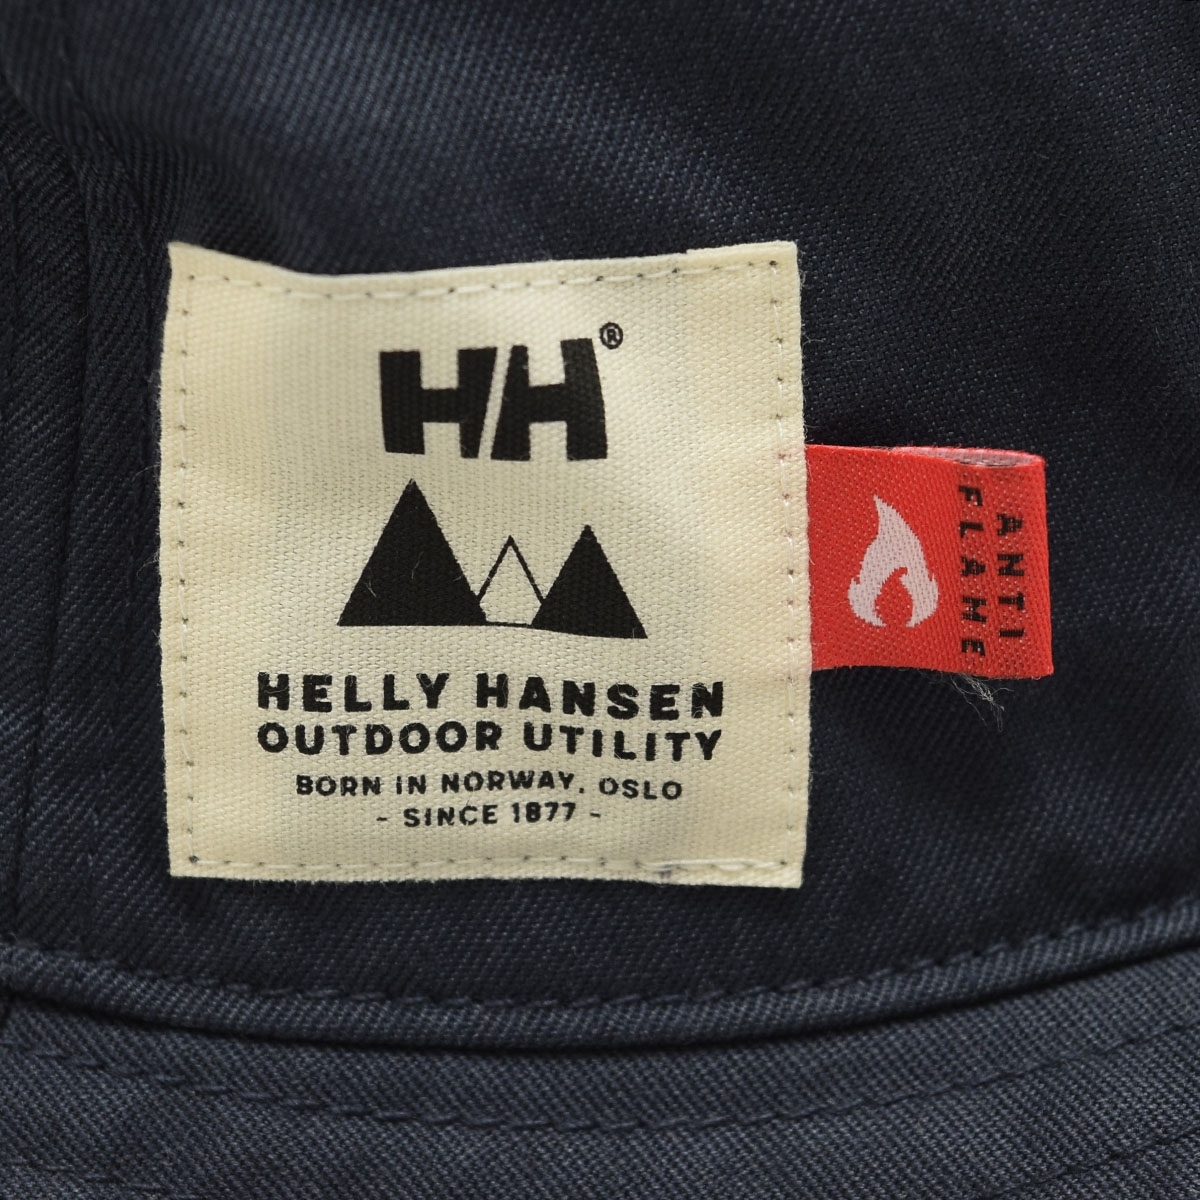 HH®
HELLY HANSEN
OUTDOOR UTILITY
BORN IN NORWAY, OSLO
- SINCE 1877 -
ANTI
FLAME